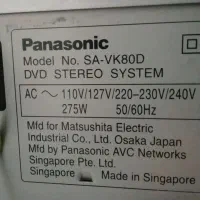 Panasonic
Model No. SA-VK80D
DVD STEREO SYSTEM
AC ~ 110V/127V/220-230V/240V
275W 50/60Hz
Mfd for Matsushita Electric
Industrial Co., Ltd. Osaka Japan
Mfd by Panasonic AVC Networks
Singapore Pte. Ltd.
Singapore Made in Singapore